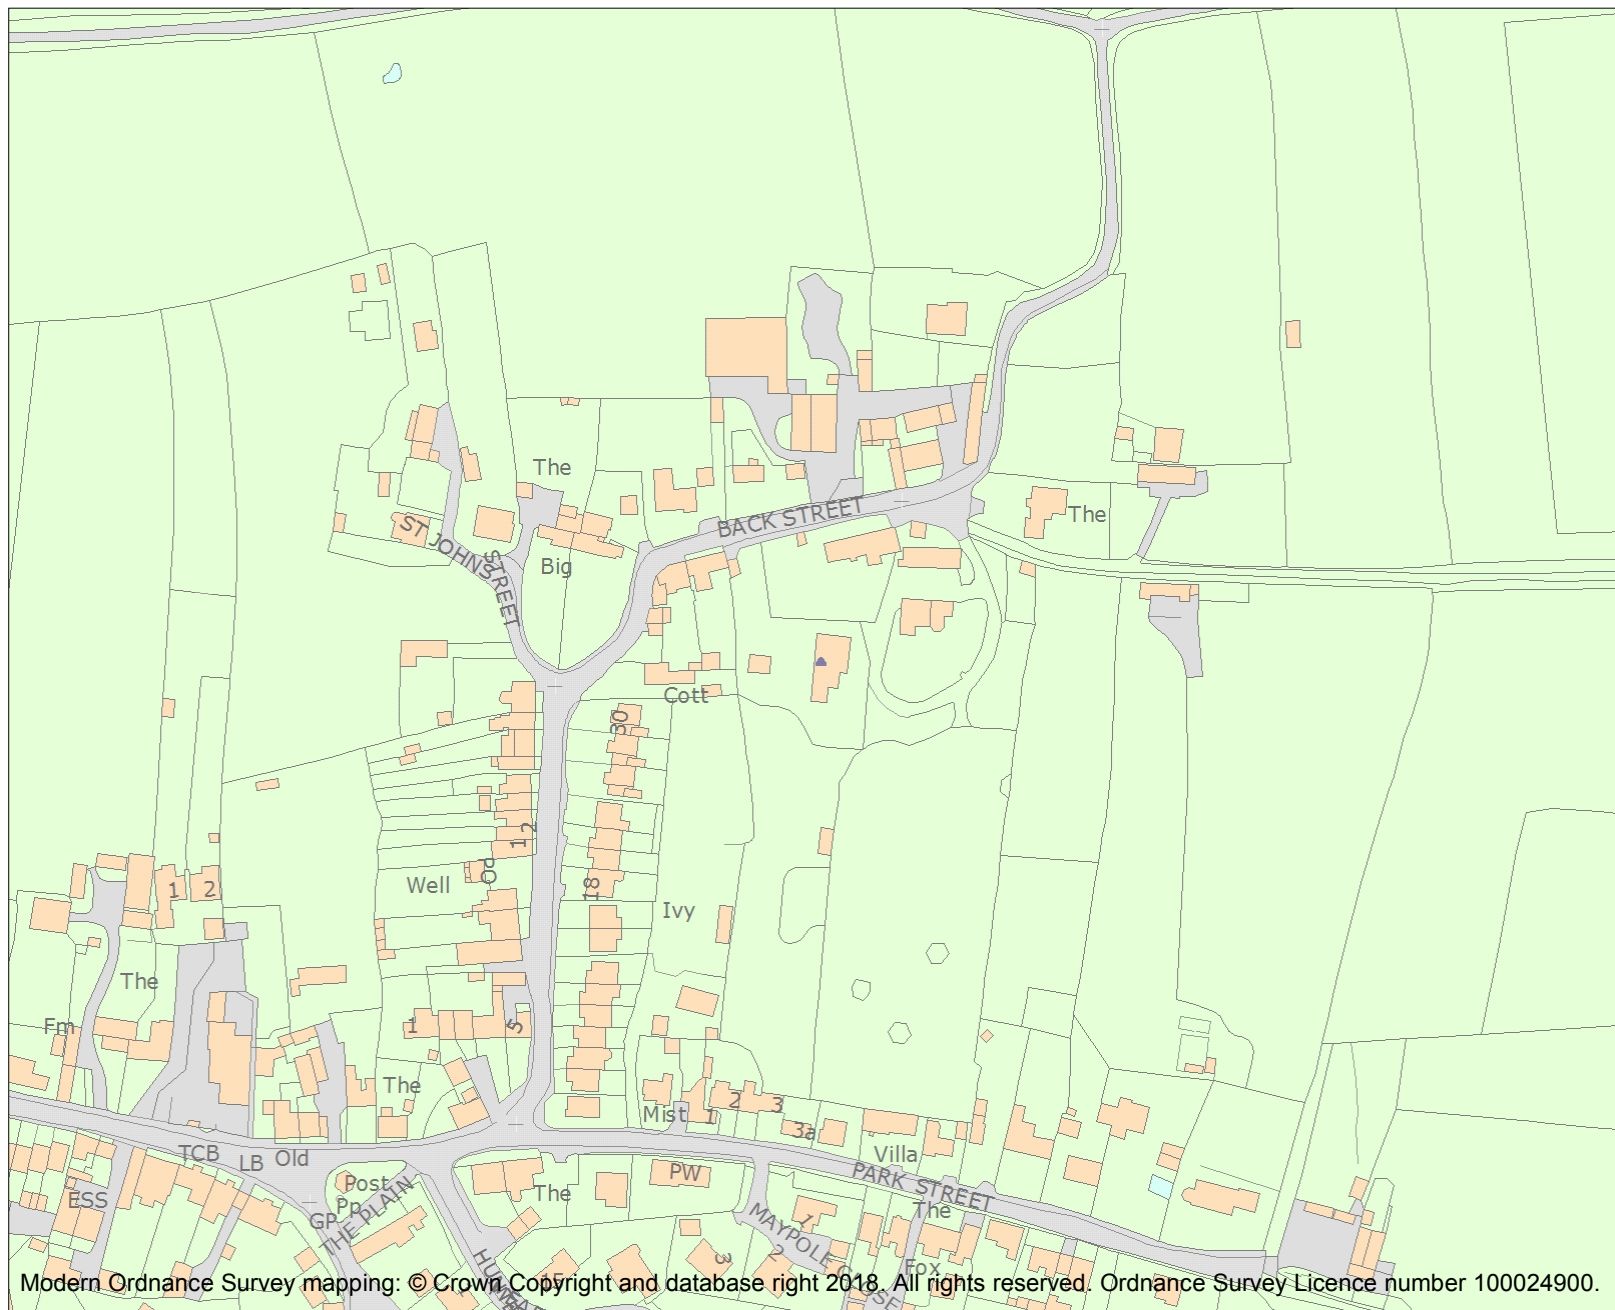 The
BACK STREET
The
ST JOHNS
STREET
Big
Cott
30
12
PO
18
Well
1
2
Ivy
The
Fm
1
5
The
Mist
1
2
3
3a
Villa
TCB
LB
Old
ESS
Post
Pp
GP
THE PLAIN
The
PW
PARK STREET
The
1
MAYPOLE
2
3
Fox
15
Modern Ordnance Survey mapping: © Crown Copyright and database right 2018. All rights reserved. Ordnance Survey Licence number 100024900.